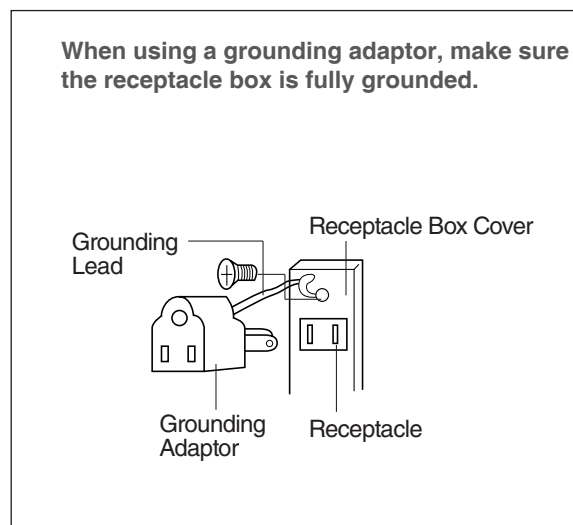 When using a grounding adaptor, make sure
the receptacle box is fully grounded.
Receptacle Box Cover
Grounding
Lead
Grounding
Adaptor
Receptacle